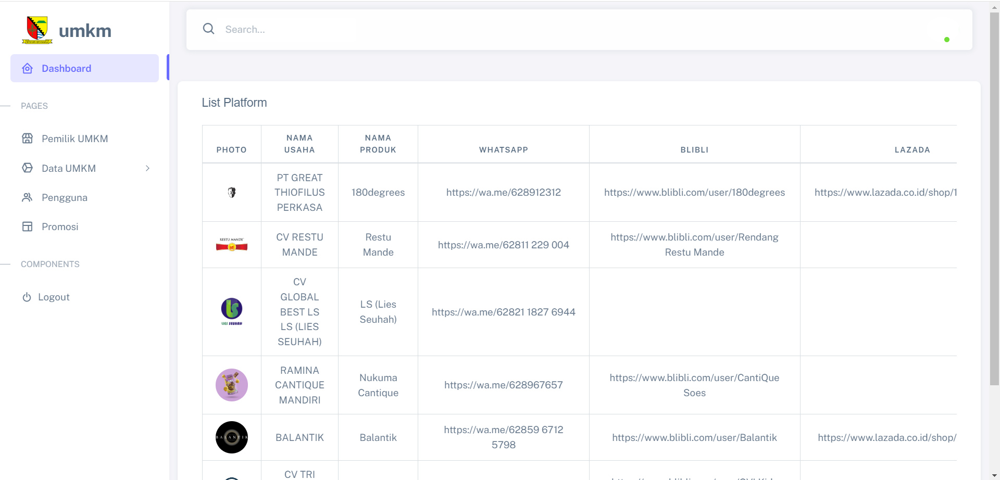 umkm
Search...
Dashboard
PAGES
Pemilik UMKM
Data UMKM
Pengguna
Promosi
COMPONENTS
Logout
List Platform
PHOTO
NAMA
USAHA
NAMA
PRODUK
WHATSAPP
BLIBLI
LAZADA
PT GREAT
THIOFILUS
PERKASA
180degrees
https://wa.me/628912312
https://www.blibli.com/user/180degrees
https://www.lazada.co.id/shop/1
RESTU MANDE
CV RESTU
MANDE
Restu
Mande
https://wa.me/62811 229 004
https://www.blibli.com/user/Rendang
Restu Mande
LS
LIES SEUHAH
CV
GLOBAL
BEST LS
LS (LIES
SEUHAH)
LS (Lies
Seuhah)
https://wa.me/62821 1827 6944
RAMINA
CANTIQUE
MANDIRI
Nukuma
Cantique
https://wa.me/628967657
https://www.blibli.com/user/CantiQue
Soes
BALANTIK
BALANTIK
Balantik
https://wa.me/62859 6712
5798
https://www.blibli.com/user/Balantik
https://www.lazada.co.id/shop/
CV TRI